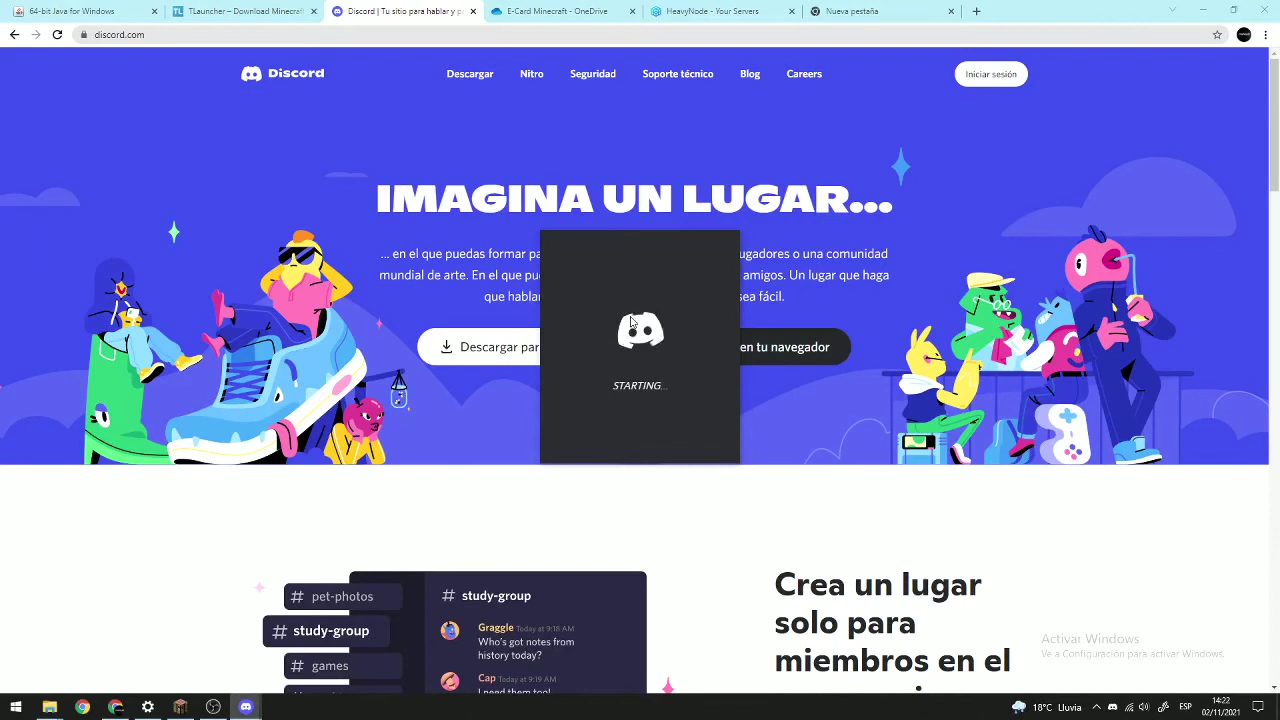 64-bit Java for Windows
TLauncher – Download Minecraft
Discord | Tu sitio para hablar y
E-Card Minecraft - OneDrive
HeavyNode - Your Servers
Nueva pestaña
discord.com
Discord
Descargar
Nitro
Seguridad
Soporte técnico
Blog
Careers
Iniciar sesión
IMAGINA UN LUGAR...
... en el que puedas formar
ugadores o una comunidad
mundial de arte. En el que
amigos. Un lugar que haga
que
sea fácil.
Descargar
en tu navegador
STARTING...
pet-photos
study-group
games
study-group
Graggle Today at 9:18 AM
Who's got notes from
history today?
Cap Today at 9:19 AM
I need them too!
Crea un lugar
solo para
miembros en el
Activar Windows
Ve a Configuración para activar Windows.
18°C Lluvia
ESP
14:22
02/11/2021